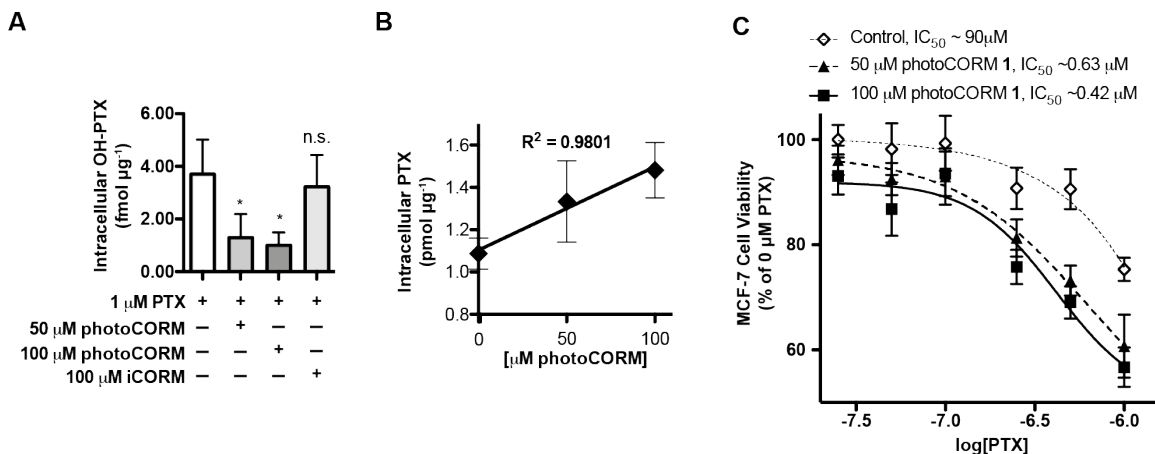 A
Intracellular OH-PTX
(fmol µg⁻¹)
6.00
4.00
2.00
0.00
*
*
n.s.
1 µM PTX + + + +
50 µM photoCORM – + – –
100 µM photoCORM – – + –
100 µM iCORM – – – +
B
Intracellular PTX
(pmol µg⁻¹)
1.6
1.4
1.2
1.0
0.8
R² = 0.9801
0 50 100
[µM photoCORM]
C
Control, IC₅₀ ~ 90µM
50 µM photoCORM 1, IC₅₀ ~0.63 µM
100 µM photoCORM 1, IC₅₀ ~0.42 µM
MCF-7 Cell Viability
(% of 0 µM PTX)
100
80
60
-7.5 -7.0 -6.5 -6.0
log[PTX]